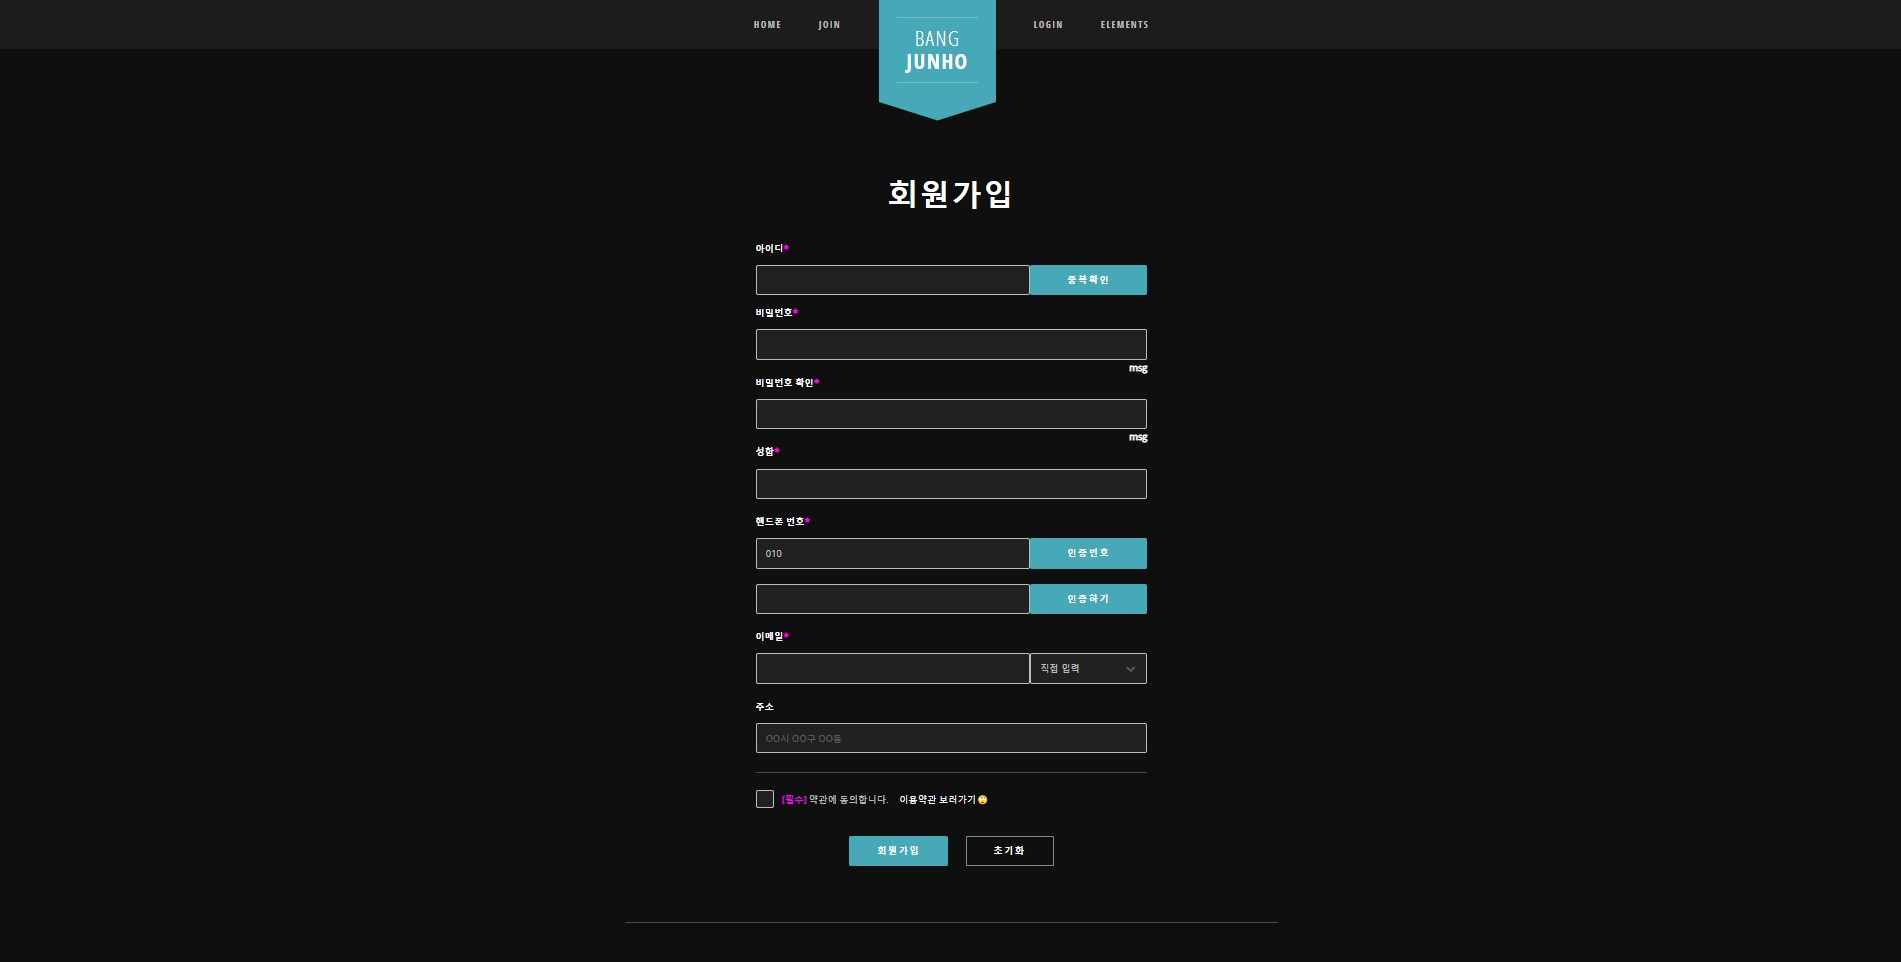 HOME JOIN LOGIN ELEMENTS
BANG
JUNHO
회원가입
아이디*
중복확인
비밀번호*
msg
비밀번호 확인*
msg
성함*
핸드폰 번호*
010 인증번호
인증하기
이메일*
직접 입력
주소
OO시 OO구 OO동
[필수] 약관에 동의합니다. 이용약관 보러가기🙄
회원가입 초기화